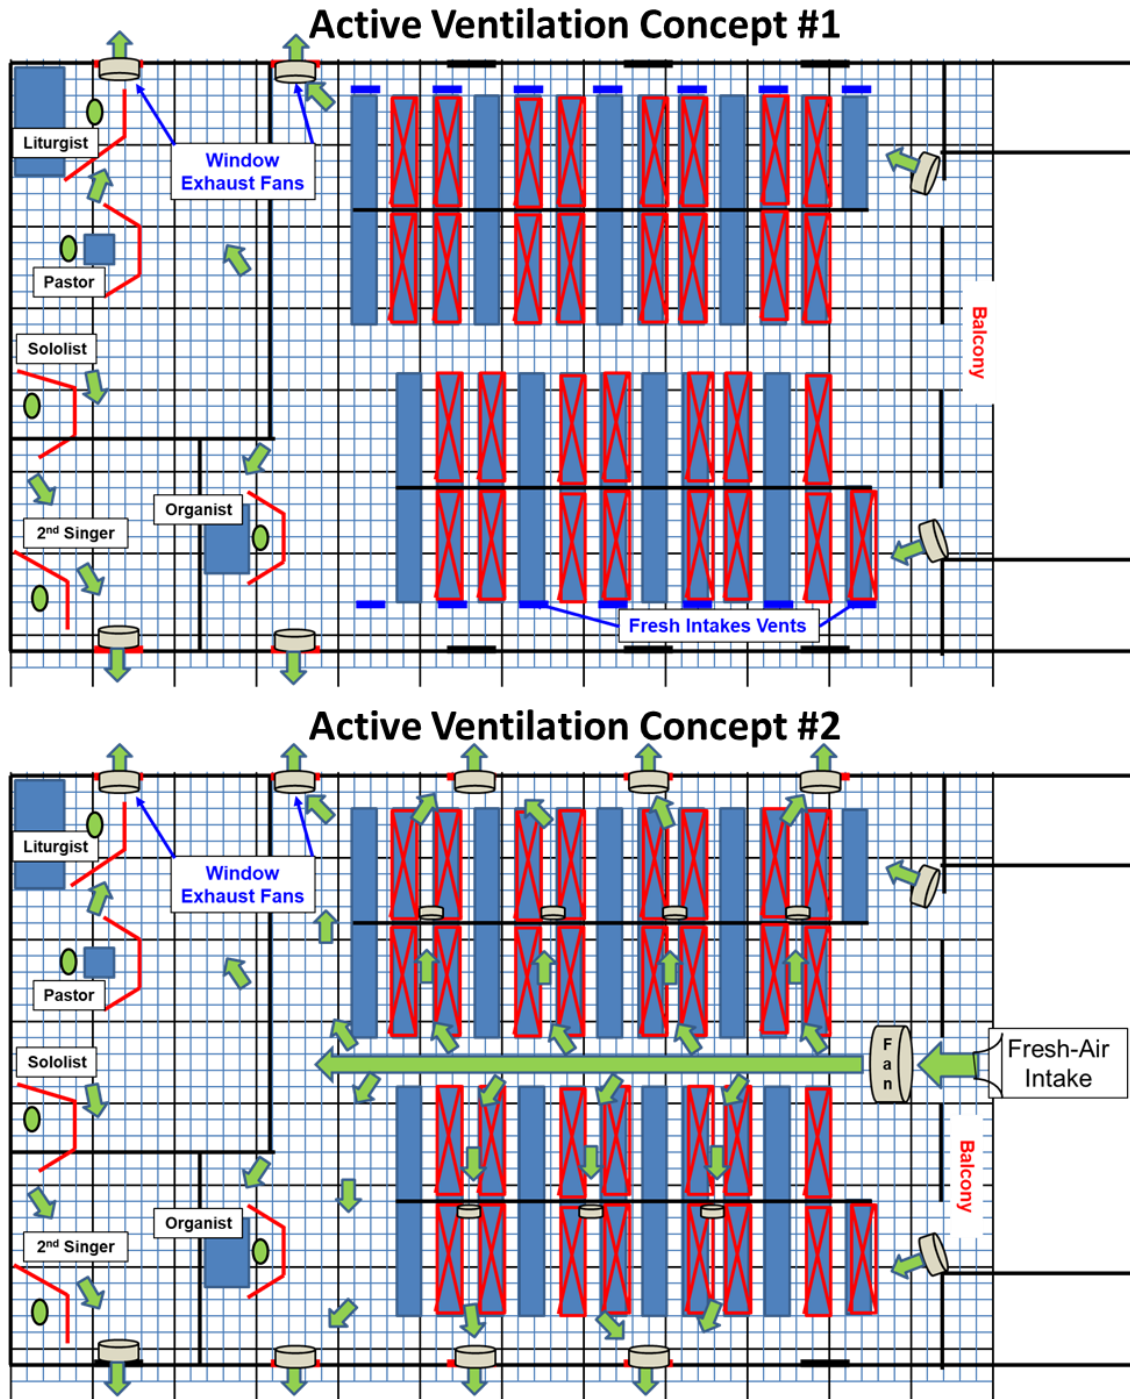 Active Ventilation Concept #1
Liturgist
Window
Exhaust Fans
Pastor
Sololist
Balcony
Organist
2nd Singer
Fresh Intakes Vents
Active Ventilation Concept #2
Liturgist
Window
Exhaust Fans
Pastor
Fan
Fresh-Air
Intake
Sololist
Balcony
Organist
2nd Singer